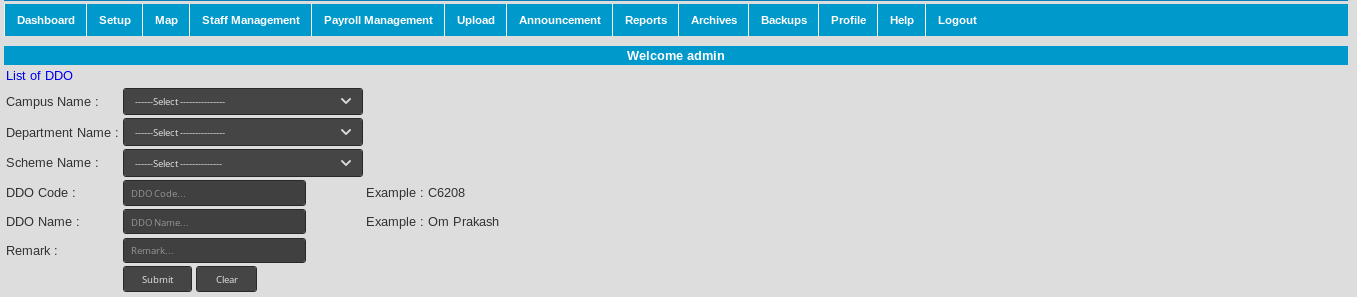 Dashboard Setup Map Staff Management Payroll Management Upload Announcement Reports Archives Backups Profile Help Logout
Welcome admin
List of DDO
Campus Name : ------Select ---------------
Department Name : ------Select ---------------
Scheme Name : ------Select --------------
DDO Code : DDO Code... Example : C6208
DDO Name : DDO Name... Example : Om Prakash
Remark : Remark...
Submit Clear